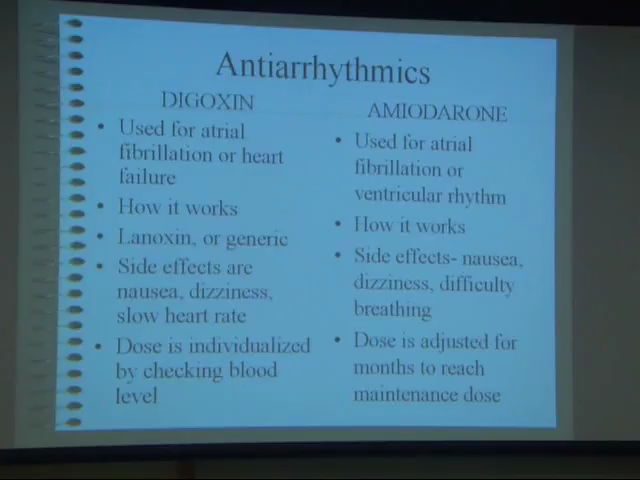 Antiarrhythmics
DIGOXIN
• Used for atrial
fibrillation or heart
failure
• How it works
• Lanoxin, or generic
• Side effects are
nausea, dizziness,
slow heart rate
• Dose is individualized
by checking blood
level
AMIODARONE
• Used for atrial
fibrillation or
ventricular rhythm
• How it works
• Side effects- nausea,
dizziness, difficulty
breathing
• Dose is adjusted for
months to reach
maintenance dose